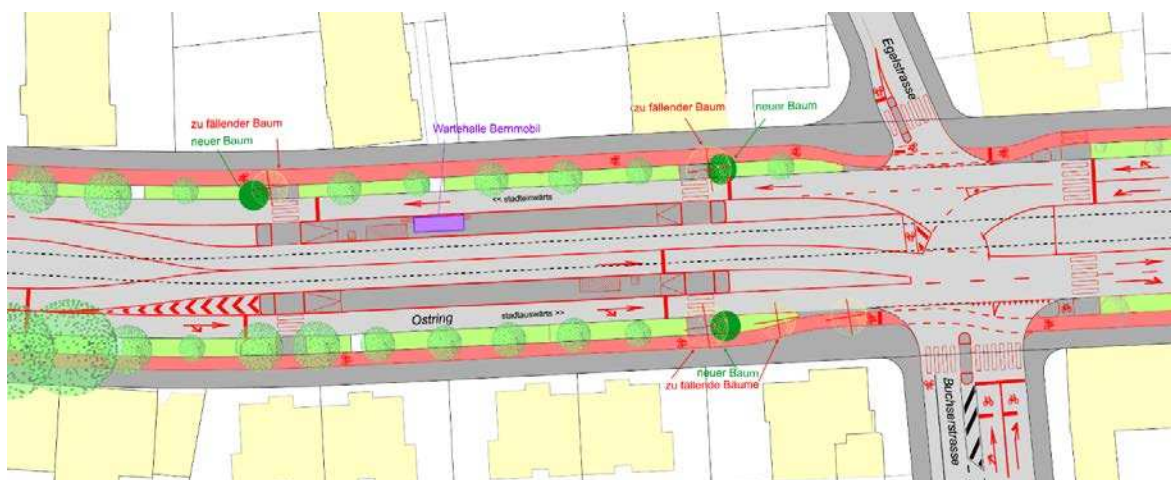 Egelstrasse
zu fällender Baum
neuer Baum
zu fällender Baum
neuer Baum
Wartehalle Bernmobil
<< stadteinwärts
Ostring
stadtauswärts >>
neuer Baum
zu fällende Bäume
Buchserstrasse